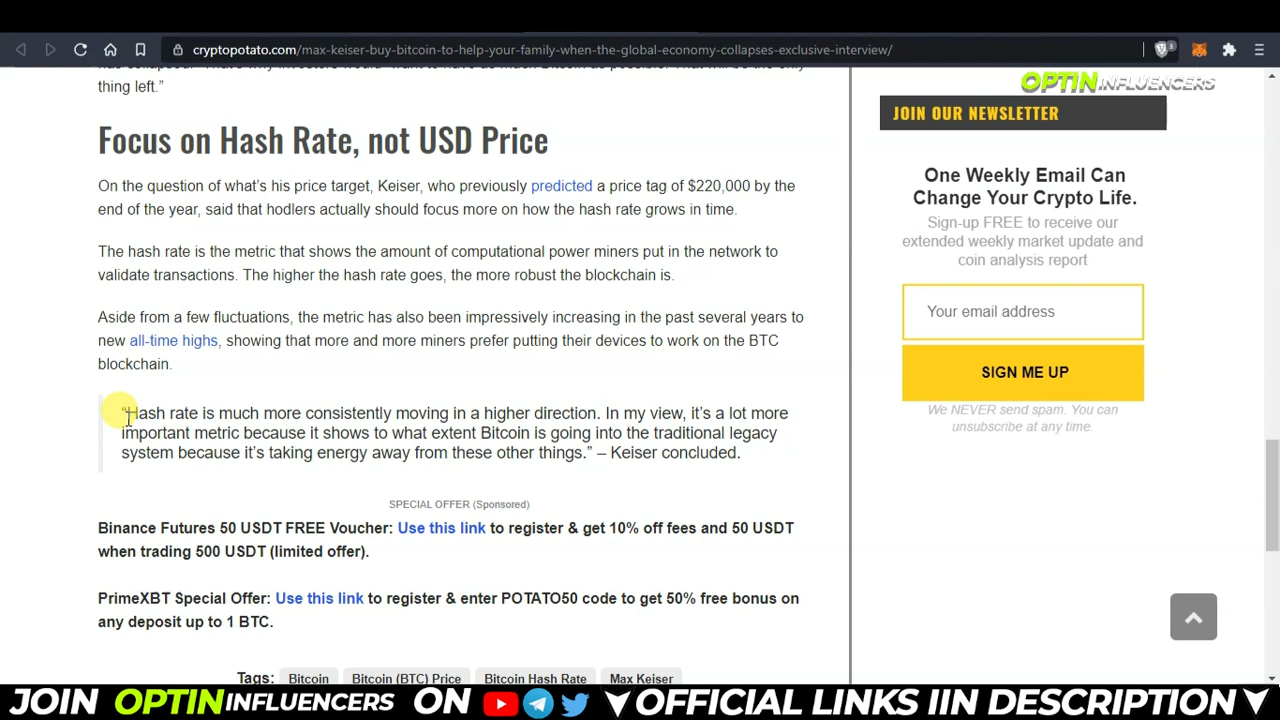 cryptopotato.com/max-keiser-buy-bitcoin-to-help-your-family-when-the-global-economy-collapses-exclusive-interview/
thing left.”
OPTIN INFLUENCERS
JOIN OUR NEWSLETTER
Focus on Hash Rate, not USD Price
On the question of what’s his price target, Keiser, who previously predicted a price tag of $220,000 by the
end of the year, said that hodlers actually should focus more on how the hash rate grows in time.
The hash rate is the metric that shows the amount of computational power miners put in the network to
validate transactions. The higher the hash rate goes, the more robust the blockchain is.
Aside from a few fluctuations, the metric has also been impressively increasing in the past several years to
new all-time highs, showing that more and more miners prefer putting their devices to work on the BTC
blockchain.
“Hash rate is much more consistently moving in a higher direction. In my view, it’s a lot more
important metric because it shows to what extent Bitcoin is going into the traditional legacy
system because it’s taking energy away from these other things.” – Keiser concluded.
SPECIAL OFFER (Sponsored)
Binance Futures 50 USDT FREE Voucher: Use this link to register & get 10% off fees and 50 USDT
when trading 500 USDT (limited offer).
PrimeXBT Special Offer: Use this link to register & enter POTATO50 code to get 50% free bonus on
any deposit up to 1 BTC.
Tags: Bitcoin Bitcoin (BTC) Price Bitcoin Hash Rate Max Keiser
One Weekly Email Can
Change Your Crypto Life.
Sign-up FREE to receive our
extended weekly market update and
coin analysis report
Your email address
SIGN ME UP
We NEVER send spam. You can
unsubscribe at any time.
JOIN OPTIN INFLUENCERS ON OFFICIAL LINKS IIN DESCRIPTION